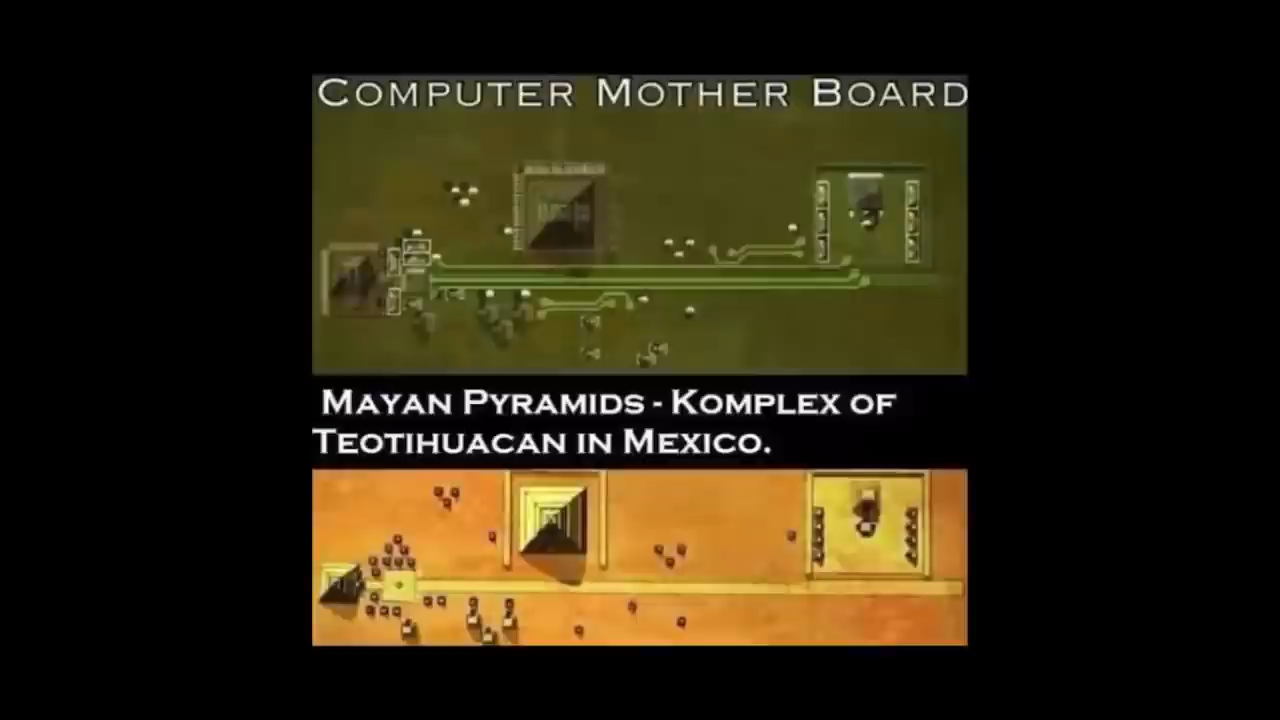 COMPUTER MOTHER BOARD
MAYAN PYRAMIDS - KOMPLEX OF
TEOTIHUACAN IN MEXICO.